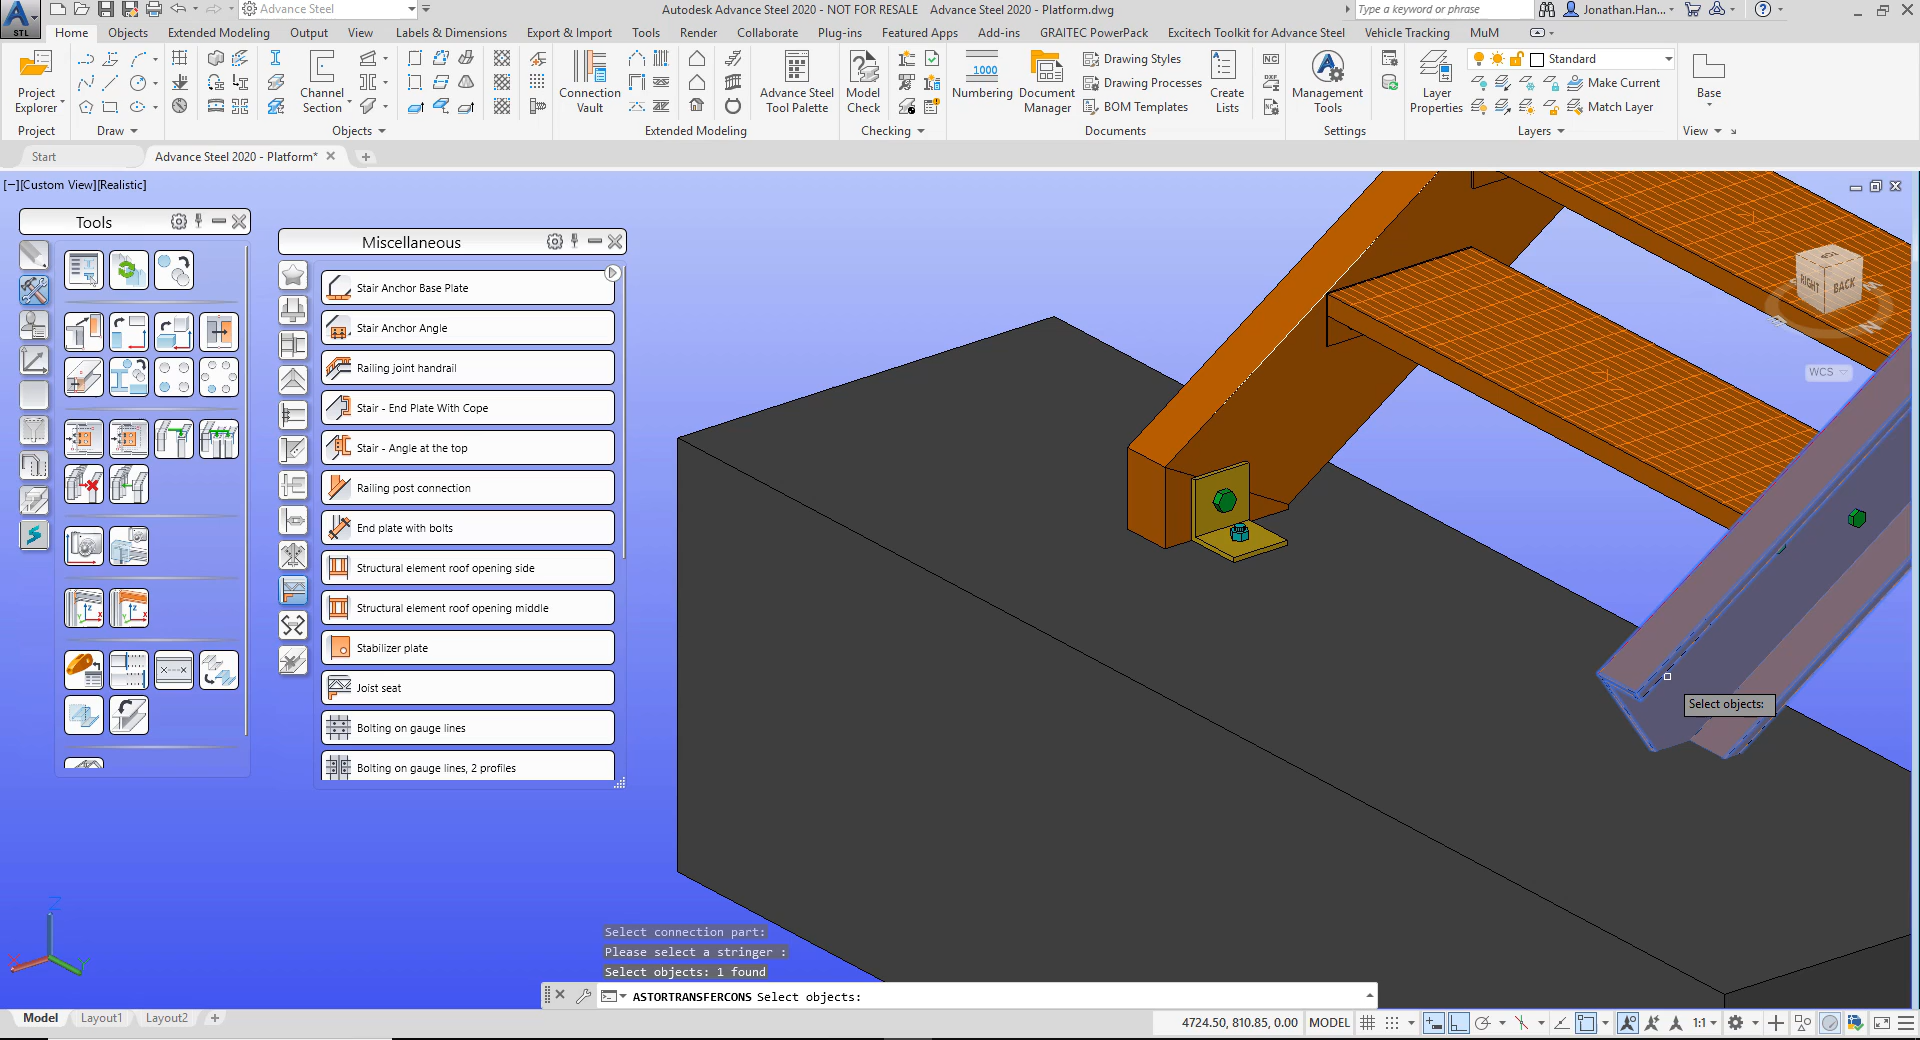 Advance Steel
Autodesk Advance Steel 2020 - NOT FOR RESALE Advance Steel 2020 - Platform.dwg
Type a keyword or phrase
Jonathan.Han...
A
STL
Home Objects Extended Modeling Output View Labels & Dimensions Export & Import Tools Render Collaborate Plug-ins Featured Apps Add-ins GRAITEC PowerPack Excitech Toolkit for Advance Steel Vehicle Tracking MuM
Project Explorer
Channel Section
Connection Vault
Advance Steel Tool Palette
Model Check
1000
Numbering
Document Manager
Drawing Styles
Drawing Processes
BOM Templates
Create Lists
NC
DXF
Management Tools
Layer Properties
Standard
Make Current
Match Layer
Base
Project Draw Objects Extended Modeling Checking Documents Settings Layers View
Start Advance Steel 2020 - Platform*
[−][Custom View][Realistic]
Tools
Miscellaneous
Stair Anchor Base Plate
Stair Anchor Angle
Railing joint handrail
Stair - End Plate With Cope
Stair - Angle at the top
Railing post connection
End plate with bolts
Structural element roof opening side
Structural element roof opening middle
Stabilizer plate
Joist seat
Bolting on gauge lines
Bolting on gauge lines, 2 profiles
RIGHT BACK
N
WCS
Select objects:
Z
X Y
Select connection part:
Please select a stringer :
Select objects: 1 found
ASTORTRANSFERCONS Select objects:
Model Layout1 Layout2
4724.50, 810.85, 0.00 MODEL 1:1